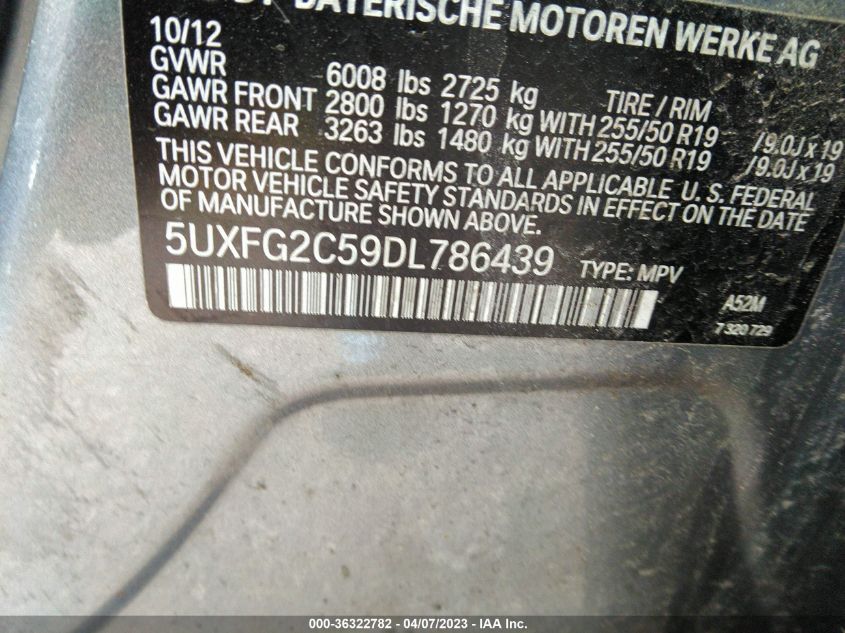 BAYERISCHE MOTOREN WERKE AG
10/12
GVWR 6008 lbs 2725 kg TIRE / RIM
GAWR FRONT 2800 lbs 1270 kg WITH 255/50 R19 /9.0J x 19
GAWR REAR 3263 lbs 1480 kg WITH 255/50 R19 /9.0J x 19
THIS VEHICLE CONFORMS TO ALL APPLICABLE U. S. FEDERAL
MOTOR VEHICLE SAFETY STANDARDS IN EFFECT ON THE DATE
OF MANUFACTURE SHOWN ABOVE.
5UXFG2C59DL786439 TYPE: MPV
A52M
7 320 729
000-36322782 - 04/07/2023 - IAA Inc.